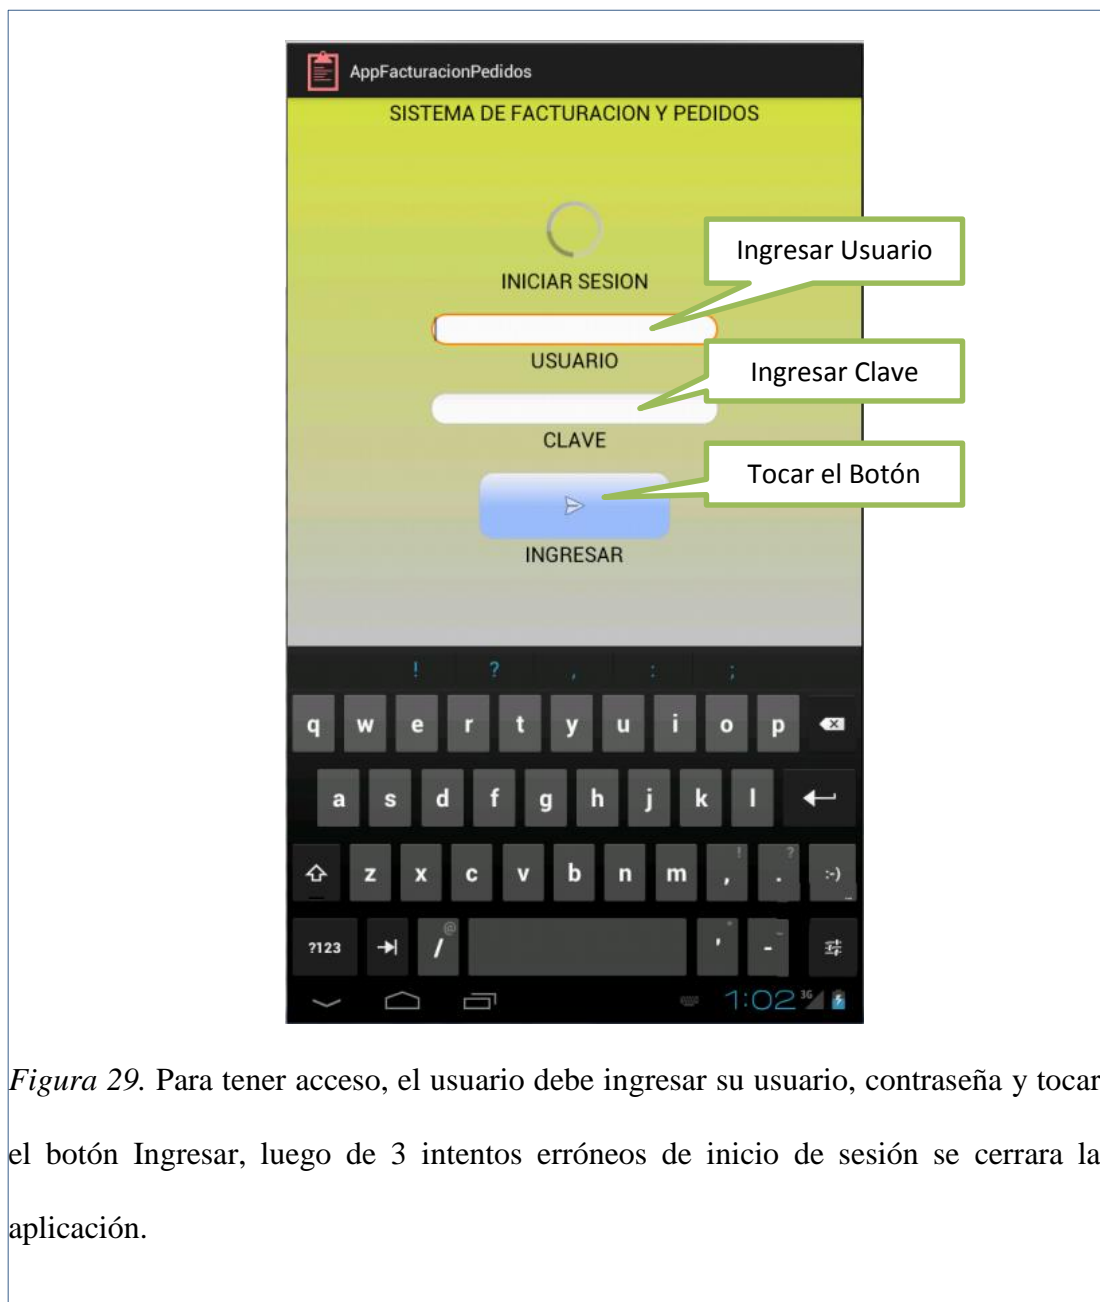 AppFacturacionPedidos
SISTEMA DE FACTURACION Y PEDIDOS
Ingresar Usuario
INICIAR SESION
USUARIO
Ingresar Clave
CLAVE
Tocar el Botón
INGRESAR
! ? , : ;
q w e r t y u i o p
a s d f g h j k l
z x c v b n m , ! . ? :-)
?123 / @ ' " - _
1:02 3G
Figura 29. Para tener acceso, el usuario debe ingresar su usuario, contraseña y tocar
el botón Ingresar, luego de 3 intentos erróneos de inicio de sesión se cerrara la
aplicación.